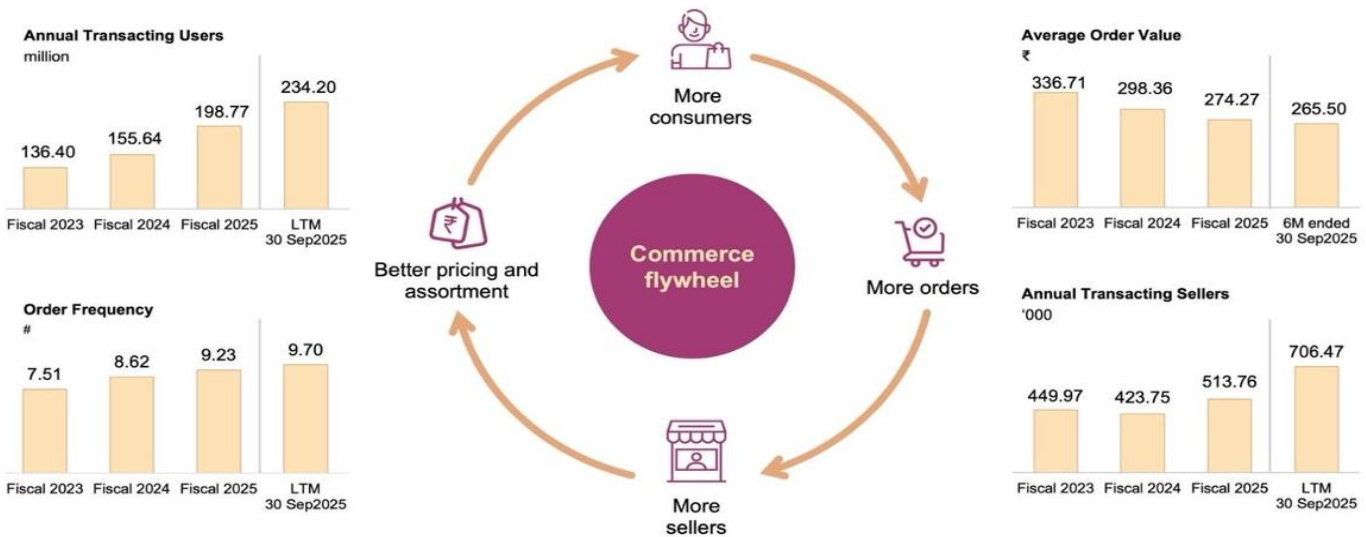 Annual Transacting Users
million
136.40
155.64
198.77
234.20
Fiscal 2023
Fiscal 2024
Fiscal 2025
LTM
30 Sep2025
Order Frequency
#
7.51
8.62
9.23
9.70
Fiscal 2023
Fiscal 2024
Fiscal 2025
LTM
30 Sep2025
More
consumers
More orders
More
sellers
₹
Better pricing and
assortment
Commerce
flywheel
Average Order Value
₹
336.71
298.36
274.27
265.50
Fiscal 2023
Fiscal 2024
Fiscal 2025
6M ended
30 Sep2025
Annual Transacting Sellers
'000
449.97
423.75
513.76
706.47
Fiscal 2023
Fiscal 2024
Fiscal 2025
LTM
30 Sep2025